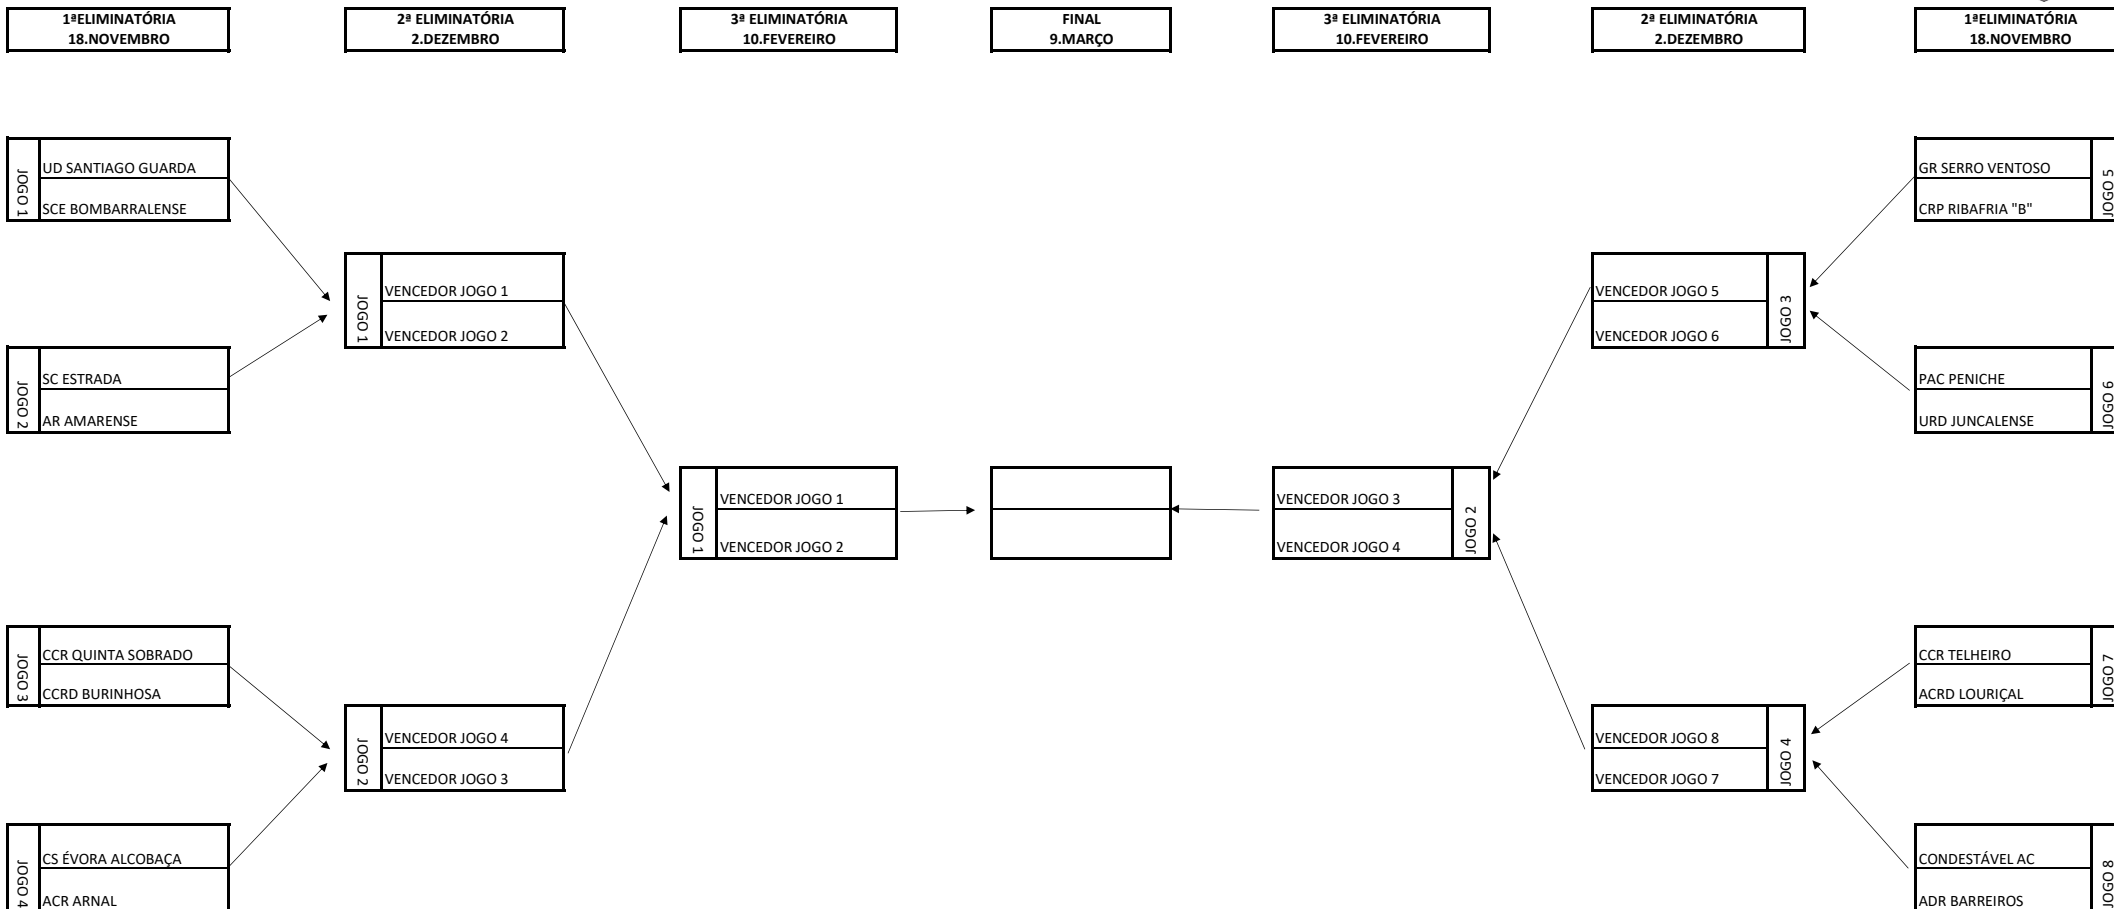 1ªELIMINATÓRIA
18.NOVEMBRO
2ª ELIMINATÓRIA
2.DEZEMBRO
3ª ELIMINATÓRIA
10.FEVEREIRO
FINAL
9.MARÇO
3ª ELIMINATÓRIA
10.FEVEREIRO
2ª ELIMINATÓRIA
2.DEZEMBRO
1ªELIMINATÓRIA
18.NOVEMBRO
JOGO 1
UD SANTIAGO GUARDA
SCE BOMBARRALENSE
JOGO 2
SC ESTRADA
AR AMARENSE
JOGO 3
CCR QUINTA SOBRADO
CCRD BURINHOSA
JOGO 4
CS ÉVORA ALCOBAÇA
ACR ARNAL
JOGO 1
VENCEDOR JOGO 1
VENCEDOR JOGO 2
JOGO 2
VENCEDOR JOGO 4
VENCEDOR JOGO 3
JOGO 1
VENCEDOR JOGO 1
VENCEDOR JOGO 2
VENCEDOR JOGO 3
VENCEDOR JOGO 4
JOGO 2
VENCEDOR JOGO 5
VENCEDOR JOGO 6
JOGO 3
VENCEDOR JOGO 8
VENCEDOR JOGO 7
JOGO 4
GR SERRO VENTOSO
CRP RIBAFRIA "B"
JOGO 5
PAC PENICHE
URD JUNCALENSE
JOGO 6
CCR TELHEIRO
ACRD LOURIÇAL
JOGO 7
CONDESTÁVEL AC
ADR BARREIROS
JOGO 8